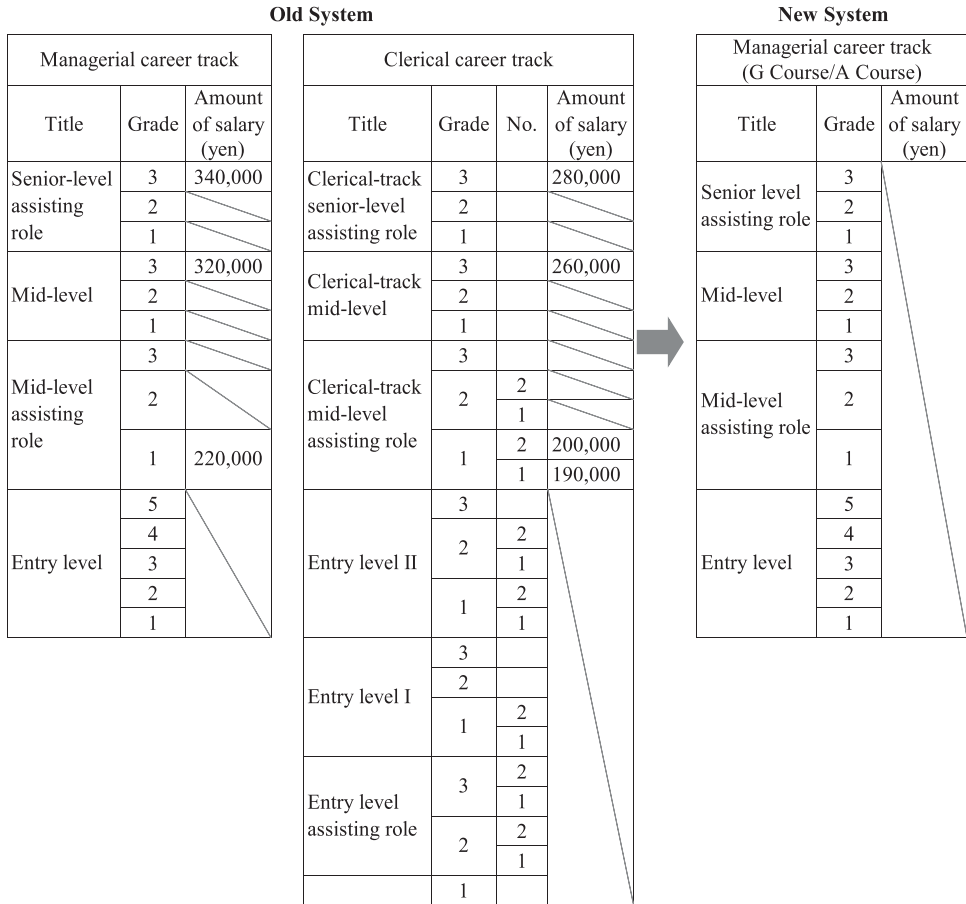 Old System
New System
Managerial career track
Title Grade Amount
of salary
(yen)
Senior-level
assisting
role
3 340,000
2
1
Mid-level
3 320,000
2
1
Mid-level
assisting
role
3
2
1 220,000
Entry level
5
4
3
2
1
Clerical career track
Title Grade No. Amount
of salary
(yen)
Clerical-track
senior-level
assisting role
3 280,000
2
1
Clerical-track
mid-level
3 260,000
2
1
Clerical-track
mid-level
assisting role
3
2 2
1
1 2 200,000
1 190,000
Entry level II
3
2 2
1
1 2
1
Entry level I
3
2
1 2
1
Entry level
assisting role
3 2
1
2 2
1
1
Managerial career track
(G Course/A Course)
Title Grade Amount
of salary
(yen)
Senior level
assisting role
3
2
1
Mid-level
3
2
1
Mid-level
assisting role
3
2
1
Entry level
5
4
3
2
1